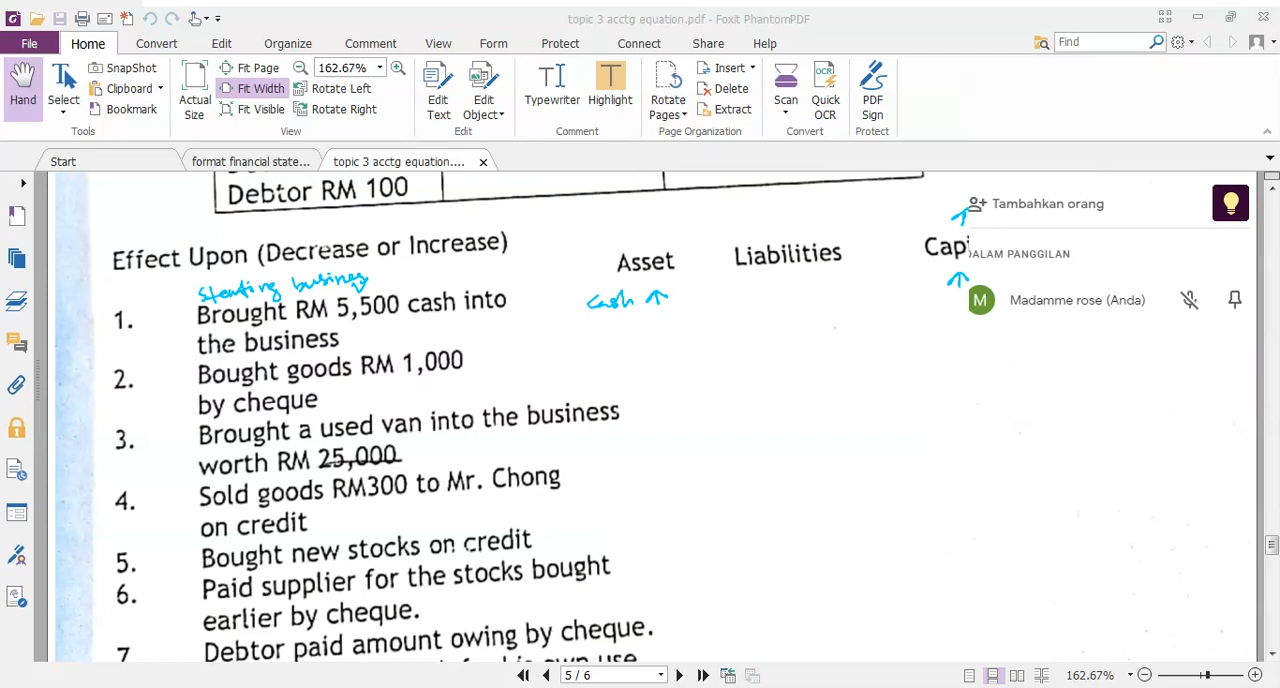 topic 3 acctg equation.pdf - Foxit PhantomPDF
File Home Convert Edit Organize Comment View Form Protect Connect Share Help Find
SnapShot Fit Page 162.67% Insert
Hand Select Clipboard Actual Size Fit Width Rotate Left Edit Text Edit Object Typewriter Highlight Rotate Pages Delete Scan Quick OCR PDF Sign
Bookmark Fit Visible Rotate Right Extract
Tools View Edit Comment Page Organization Convert Protect
Start format financial state... topic 3 acctg equation....
Debtor RM 100
Tambahkan orang
Effect Upon (Decrease or Increase) Asset Liabilities Cap
DALAM PANGGILAN
Starting business
1. Brought RM 5,500 cash into Cash ↑ ↑
M Madamme rose (Anda)
the business
2. Bought goods RM 1,000
by cheque
3. Brought a used van into the business
worth RM 25,000
4. Sold goods RM300 to Mr. Chong
on credit
5. Bought new stocks on credit
6. Paid supplier for the stocks bought
earlier by cheque.
7 Debtor paid amount owing by cheque.
5 / 6 162.67%